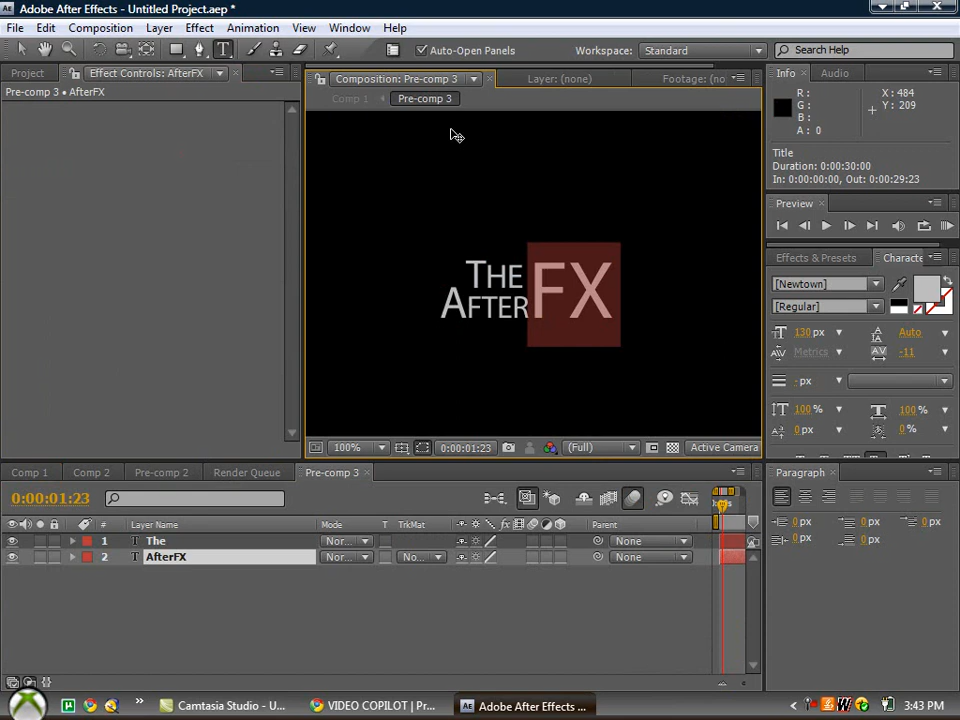 Adobe After Effects - Untitled Project.aep *
File Edit Composition Layer Effect Animation View Window Help
Auto-Open Panels
Workspace: Standard
Search Help
Project
Effect Controls: AfterFX
Composition: Pre-comp 3
Layer: (none)
Footage: (no
Info
Audio
Pre-comp 3 • AfterFX
Comp 1
Pre-comp 3
R :
G :
B :
A : 0
X : 484
Y : 209
Title
Duration: 0:00:30:00
In: 0:00:00:00, Out: 0:00:29:23
Preview
Effects & Presets
Characte
[Newtown]
[Regular]
130 px
Auto
Metrics
-11
- px
100 %
100 %
0 px
0 %
THE
AFTER FX
100%
0:00:01:23
(Full)
Active Camera
Comp 1
Comp 2
Pre-comp 2
Render Queue
Pre-comp 3
Paragraph
0:00:01:23
0 px
0 px
0 px
0 px
0 px
# Layer Name Mode T TrkMat Parent
1 T The Nor... None
2 T AfterFX Nor... No... None
Camtasia Studio - U...
VIDEO COPILOT | Pr...
Adobe After Effects ...
3:43 PM